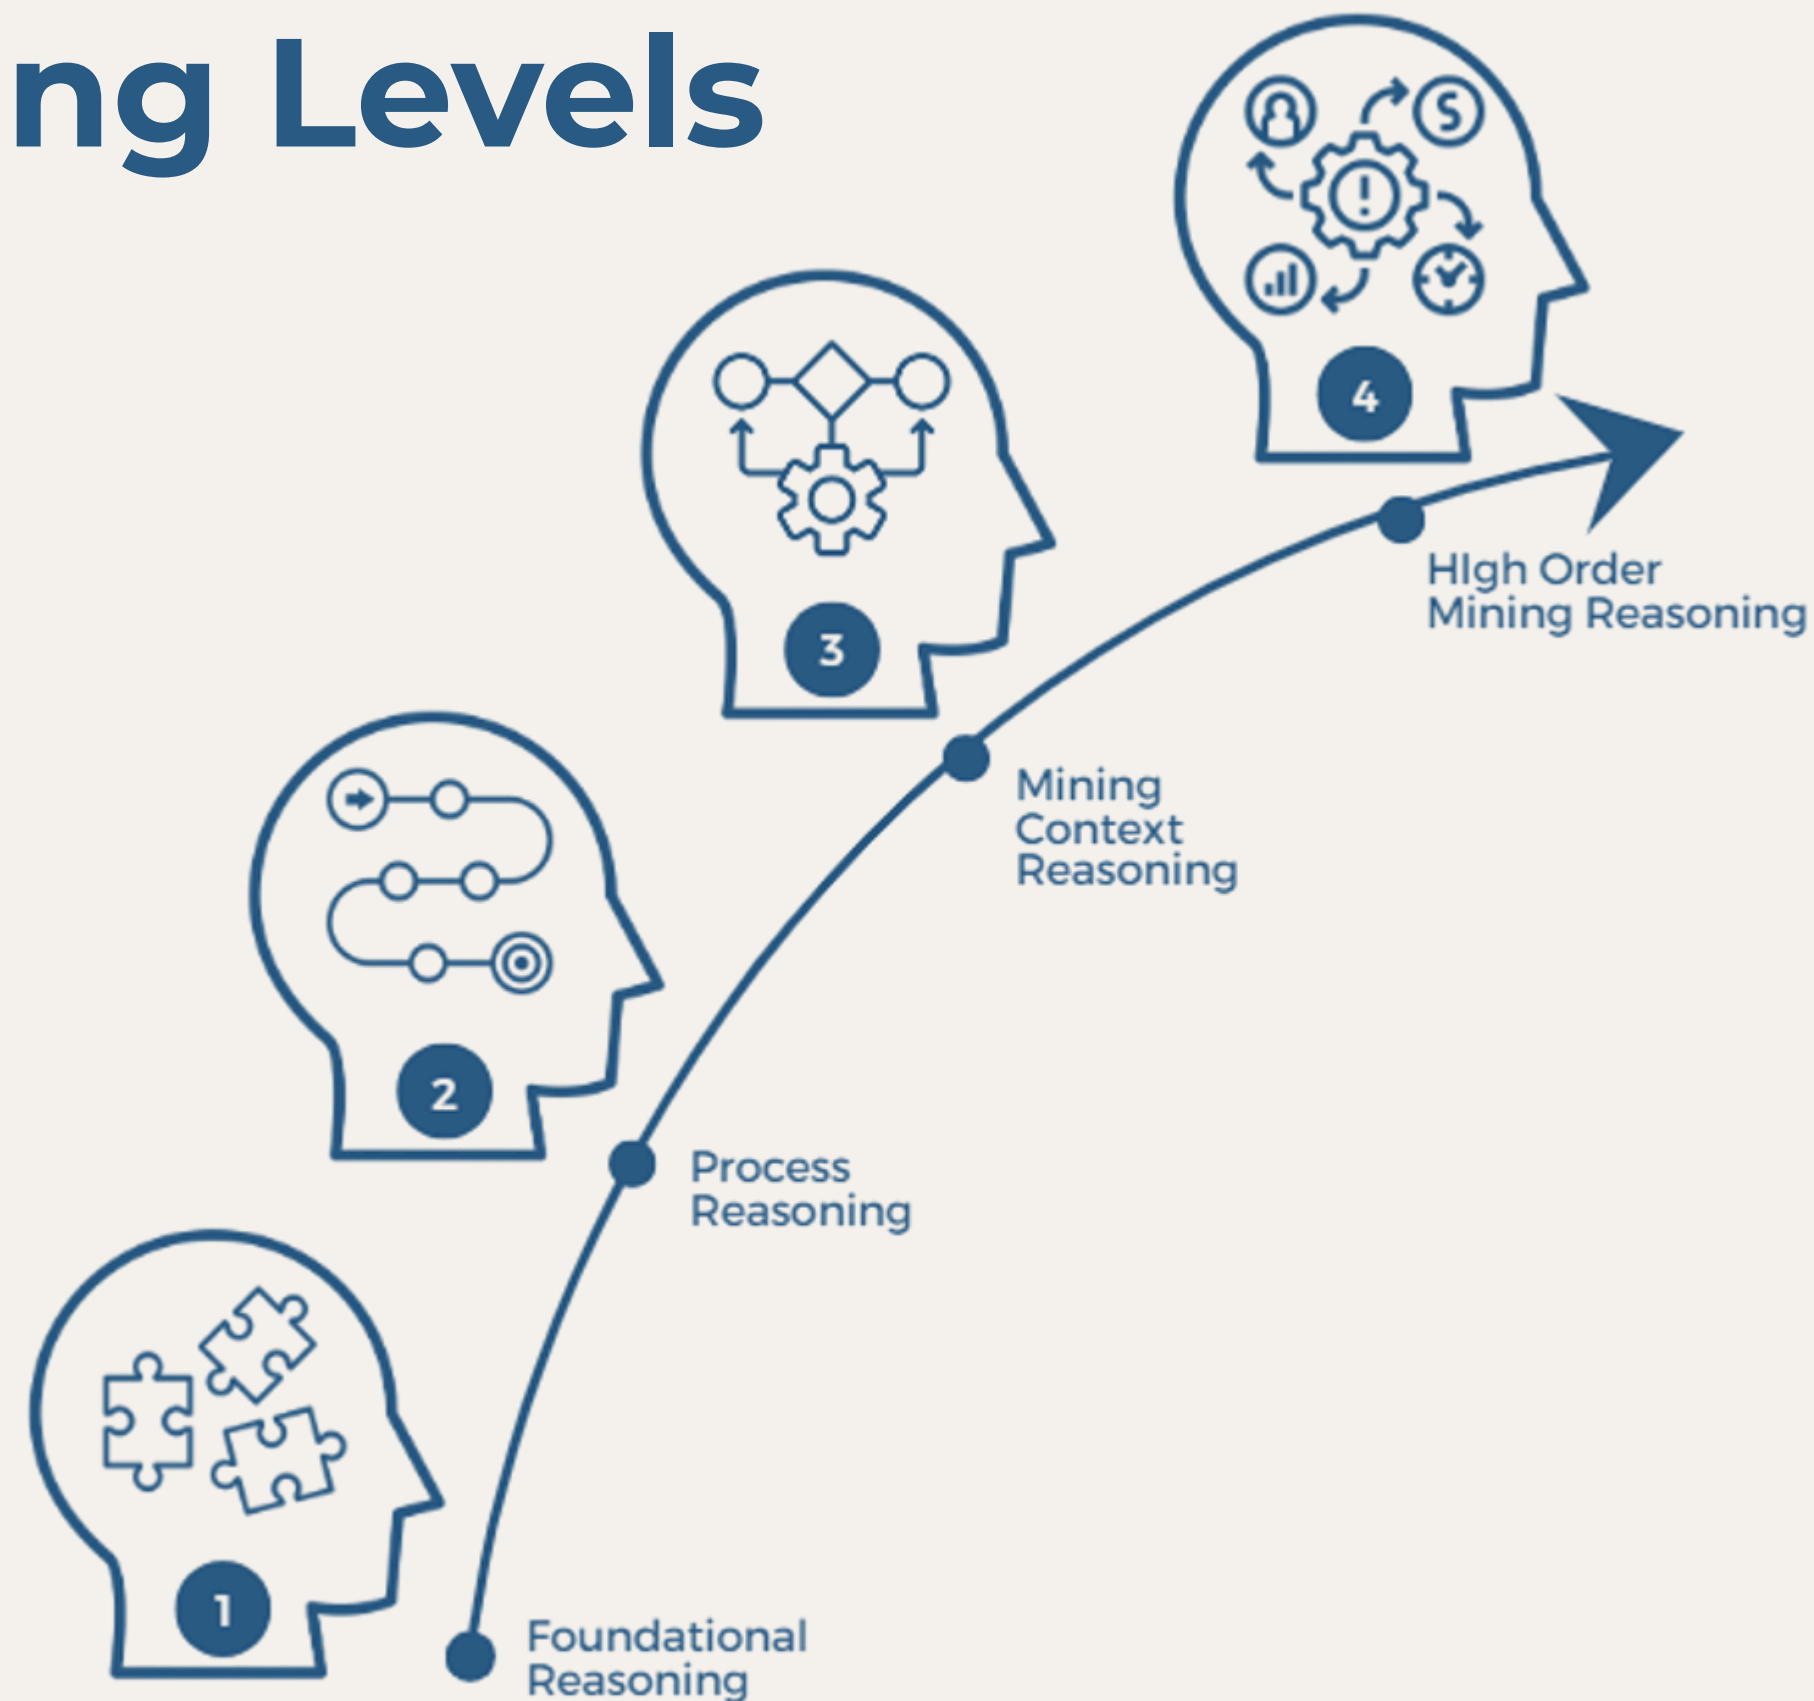 ng Levels
4
HIgh Order
Mining Reasoning
3
Mining
Context
Reasoning
2
Process
Reasoning
1
Foundational
Reasoning